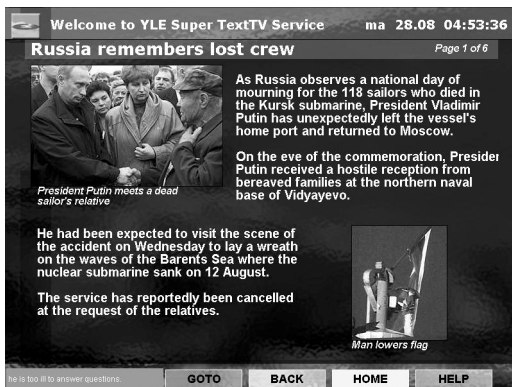 Welcome to YLE Super TextTV Service
ma 28.08 04:53:36
Russia remembers lost crew
Page 1 of 6
As Russia observes a national day of
mourning for the 118 sailors who died in
the Kursk submarine, President Vladimir
Putin has unexpectedly left the vessel's
home port and returned to Moscow.
On the eve of the commemoration, Presider
Putin received a hostile reception from
bereaved families at the northern naval
base of Vidyayevo.
President Putin meets a dead
sailor's relative
He had been expected to visit the scene of
the accident on Wednesday to lay a wreath
on the waves of the Barents Sea where the
nuclear submarine sank on 12 August.
The service has reportedly been cancelled
at the request of the relatives.
Man lowers flag
he is too ill to answer questions.
GOTO
BACK
HOME
HELP